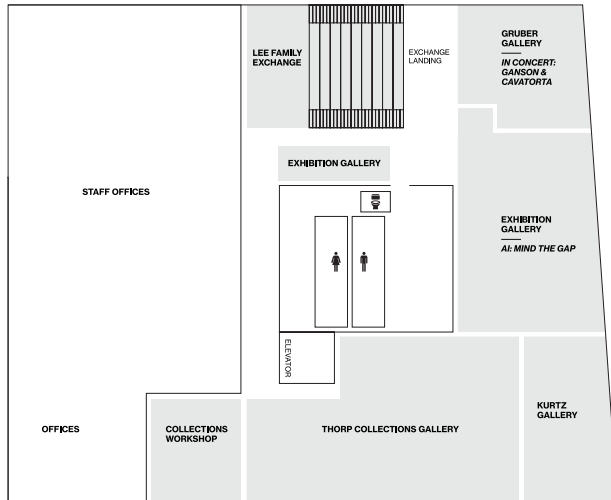 LEE FAMILY
EXCHANGE
EXCHANGE
LANDING
GRUBER
GALLERY
IN CONCERT:
GANSON &
CAVATORTA
EXHIBITION GALLERY
STAFF OFFICES
EXHIBITION
GALLERY
AI: MIND THE GAP
ELEVATOR
OFFICES
COLLECTIONS
WORKSHOP
THORP COLLECTIONS GALLERY
KURTZ
GALLERY